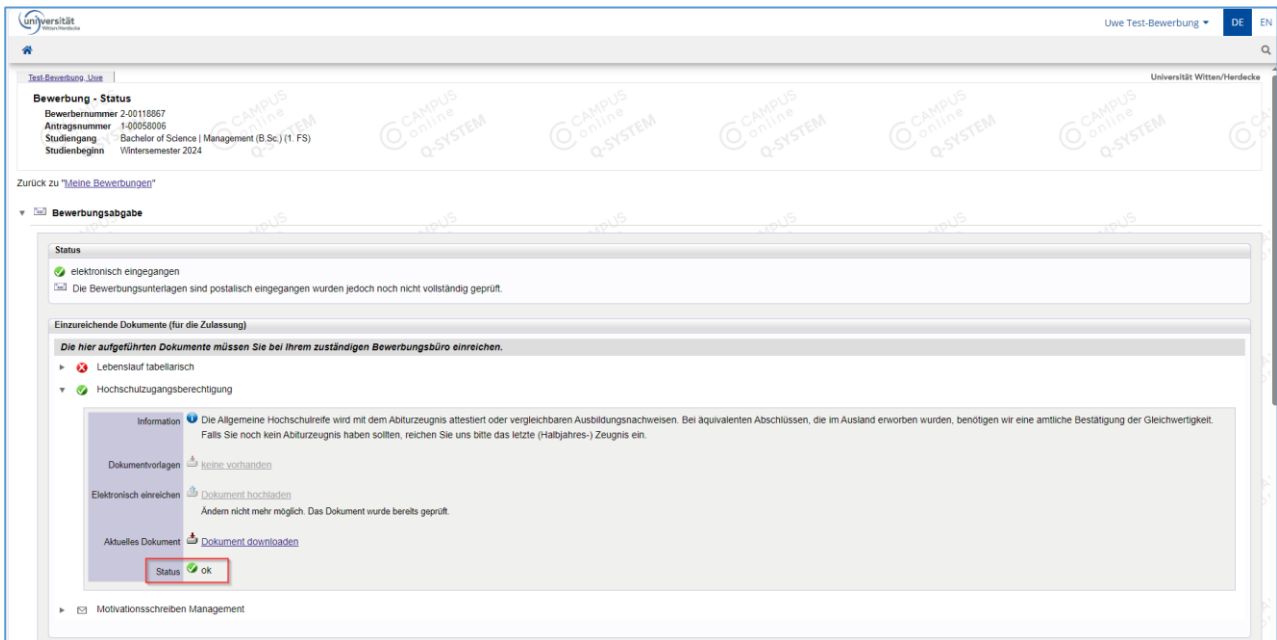 universität
Witten/Herdecke
Uwe Test-Bewerbung
DE EN
Test-Bewerbung, Uwe
Universität Witten/Herdecke
Bewerbung - Status
Bewerbernummer 2-00118867
Antragsnummer 1-00058006
Studiengang Bachelor of Science | Management (B.Sc.) (1. FS)
Studienbeginn Wintersemester 2024
CAMPUS online Q-SYSTEM
Zurück zu "Meine Bewerbungen"
Bewerbungsabgabe
Status
elektronisch eingegangen
Die Bewerbungsunterlagen sind postalisch eingegangen wurden jedoch noch nicht vollständig geprüft.
Einzureichende Dokumente (für die Zulassung)
Die hier aufgeführten Dokumente müssen Sie bei Ihrem zuständigen Bewerbungsbüro einreichen.
Lebenslauf tabellarisch
Hochschulzugangsberechtigung
Information Die Allgemeine Hochschulreife wird mit dem Abiturzeugnis attestiert oder vergleichbaren Ausbildungsnachweisen. Bei äquivalenten Abschlüssen, die im Ausland erworben wurden, benötigen wir eine amtliche Bestätigung der Gleichwertigkeit.
Falls Sie noch kein Abiturzeugnis haben sollten, reichen Sie uns bitte das letzte (Halbjahres-) Zeugnis ein.
Dokumentvorlagen keine vorhanden
Elektronisch einreichen Dokument hochladen
Ändern nicht mehr möglich. Das Dokument wurde bereits geprüft.
Aktuelles Dokument Dokument downloaden
Status ok
Motivationsschreiben Management